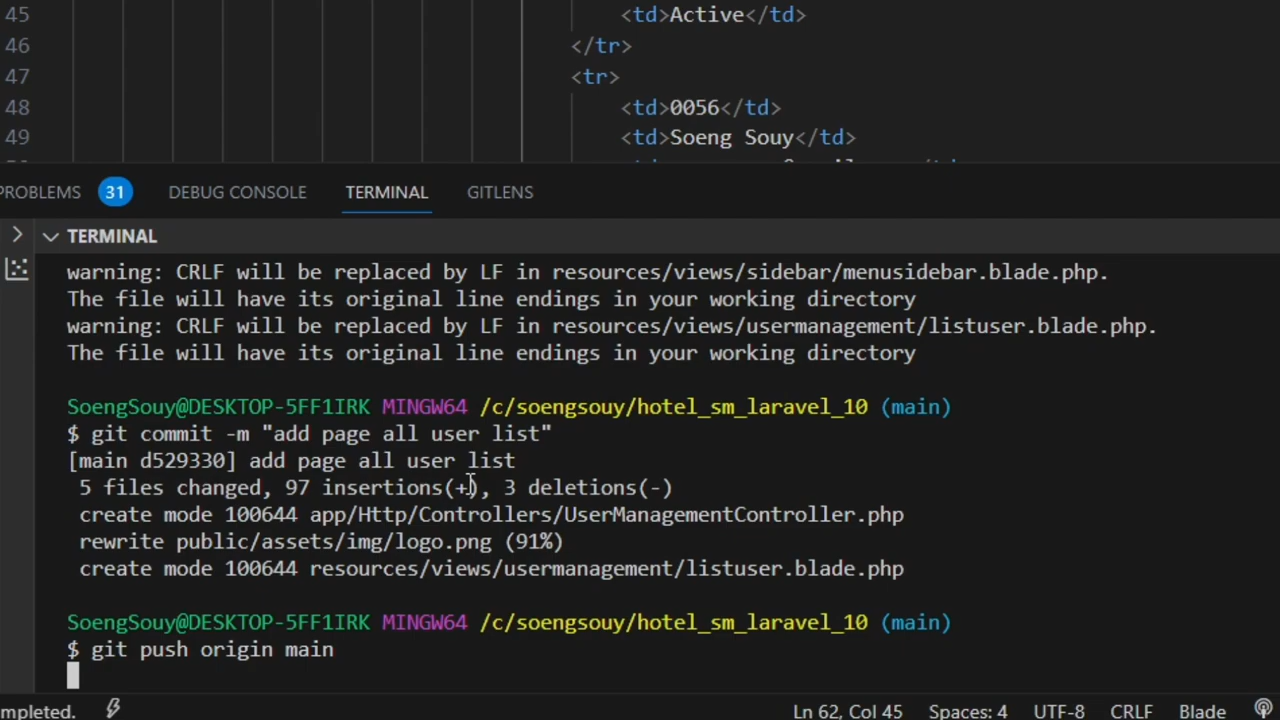 45 <td>Active</td>
46 </tr>
47 <tr>
48 <td>0056</td>
49 <td>Soeng Souy</td>
PROBLEMS 31 DEBUG CONSOLE TERMINAL GITLENS
TERMINAL
warning: CRLF will be replaced by LF in resources/views/sidebar/menusidebar.blade.php.
The file will have its original line endings in your working directory
warning: CRLF will be replaced by LF in resources/views/usermanagement/listuser.blade.php.
The file will have its original line endings in your working directory
SoengSouy@DESKTOP-5FF1IRK MINGW64 /c/soengsouy/hotel_sm_laravel_10 (main)
$ git commit -m "add page all user list"
[main d529330] add page all user list
5 files changed, 97 insertions(+), 3 deletions(-)
create mode 100644 app/Http/Controllers/UserManagementController.php
rewrite public/assets/img/logo.png (91%)
create mode 100644 resources/views/usermanagement/listuser.blade.php
SoengSouy@DESKTOP-5FF1IRK MINGW64 /c/soengsouy/hotel_sm_laravel_10 (main)
$ git push origin main
mpleted. Ln 62, Col 45 Spaces: 4 UTF-8 CRLF Blade